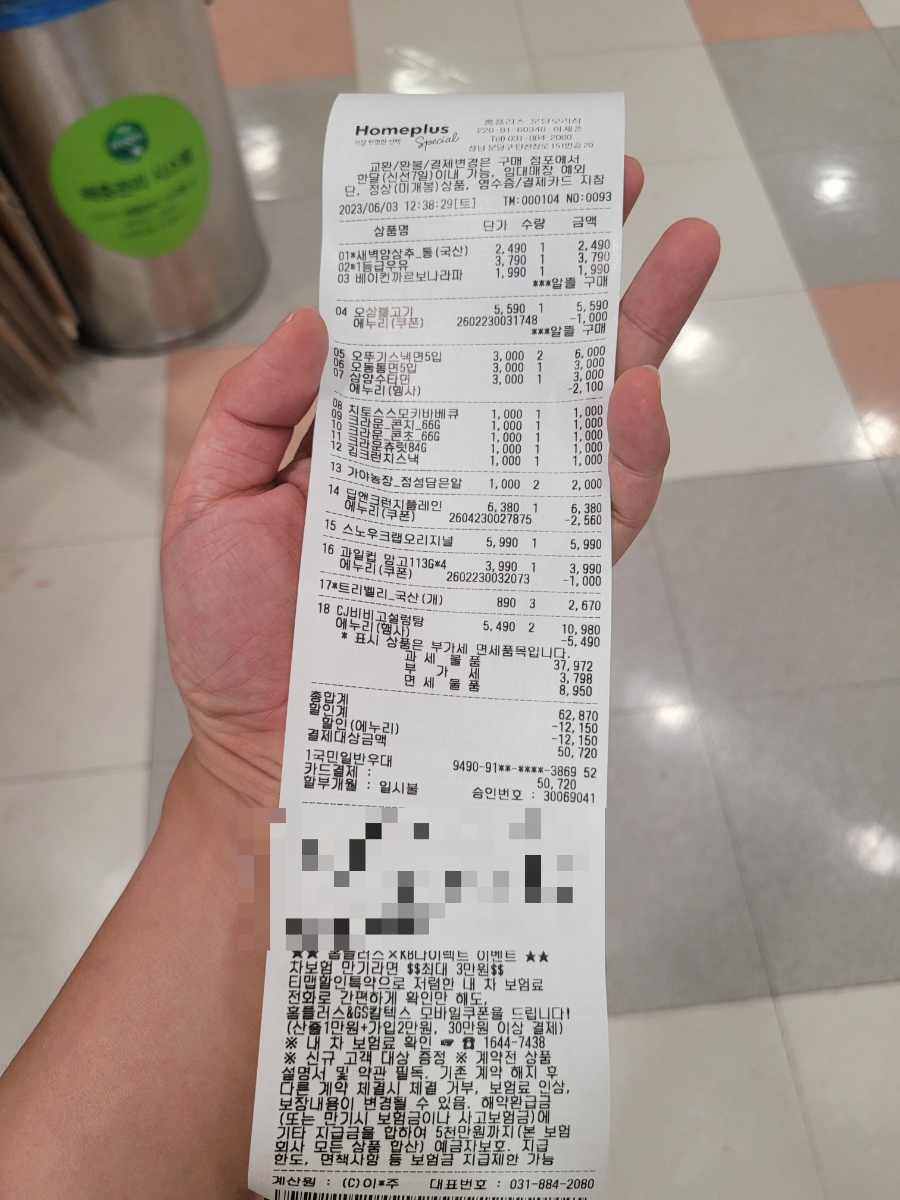 Homeplus
Special
홈플러스 분당오리점
220-81-60348 이제훈
Tel) 031-884-2080
성남 분당구 탄천상로 151번길 20
교환/환불/결제변경은 구매 점포에서
한달(신선7일)이내 가능, 임대매장 예외
단, 정상(미개봉)상품, 영수증/결제카드 지참
2023/06/03 12:38:29[토] TM:000104 NO:0093
상품명 단가 수량 금액
01*새벽양상추_통(국산) 2,490 1 2,490
02*1등급우유 3,790 1 3,790
03 베이컨까르보나라파 1,990 1 1,990
***알뜰 구매
04 오삼불고기 5,590 1 5,590
에누리(쿠폰) 2602230031748 -1,000
***알뜰 구매
05 오뚜기스낵면5입 3,000 2 6,000
06 오동통면5입 3,000 1 3,000
07 삼양수타면 3,000 1 3,000
에누리(행사) -2,100
08 치토스스모키바베큐 1,000 1 1,000
09 크라운_콘치_66G 1,000 1 1,000
10 크라운_콘초_66G 1,000 1 1,000
11 크라운츄럿84G 1,000 1 1,000
12 김크런치스낵 1,000 1 1,000
13 가야농장_정성담은알 1,000 2 2,000
14 딥앤크런치플레인 6,380 1 6,380
에누리(쿠폰) 2604230027875 -2,560
15 스노우크랩오리지널 5,990 1 5,990
16 과일컵 망고113G*4 3,990 1 3,990
에누리(쿠폰) 2602230032073 -1,000
17*트리벨리_국산(개) 890 3 2,670
18 CJ비비고설렁탕 5,490 2 10,980
에누리(행사) -5,490
* 표시 상품은 부가세 면세품목입니다.
과 세 물 품 37,972
부 가 세 3,798
면 세 물 품 8,950
총합계 62,870
할인계 -12,150
할인(에누리) -12,150
결제대상금액 50,720
1국민일반우대 9490-91**-****-3869 52
카드결제 : 50,720
할부개월 : 일시불 승인번호 : 30069041
★★ 홈플러스×KB다이렉트 이벤트 ★★
차보험 만기라면 $$최대 3만원$$
티맵할인특약으로 저렴한 내 차 보험료
전화로 간편하게 확인만 해도,
홈플러스&GS칼텍스 모바일쿠폰을 드립니다!
(산출1만원+가입2만원, 30만원 이상 결제)
※ 내 차 보험료 확인 ☞ ☎ 1644-7438
※ 신규 고객 대상 증정 ※ 계약전 상품
설명서 및 약관 필독. 기존 계약 해지 후
다른 계약 체결시 체결 거부, 보험료 인상,
보장내용이 변경될 수 있음. 해약환급금
(또는 만기시 보험금이나 사고보험금)에
기타 지급금을 합하여 5천만원까지(본 보험
회사 모든 상품 합산) 예금자보호. 지급
한도, 면책사항 등 보험금 지급제한 가능
계산원 : (C)이*주 대표번호 : 031-884-2080